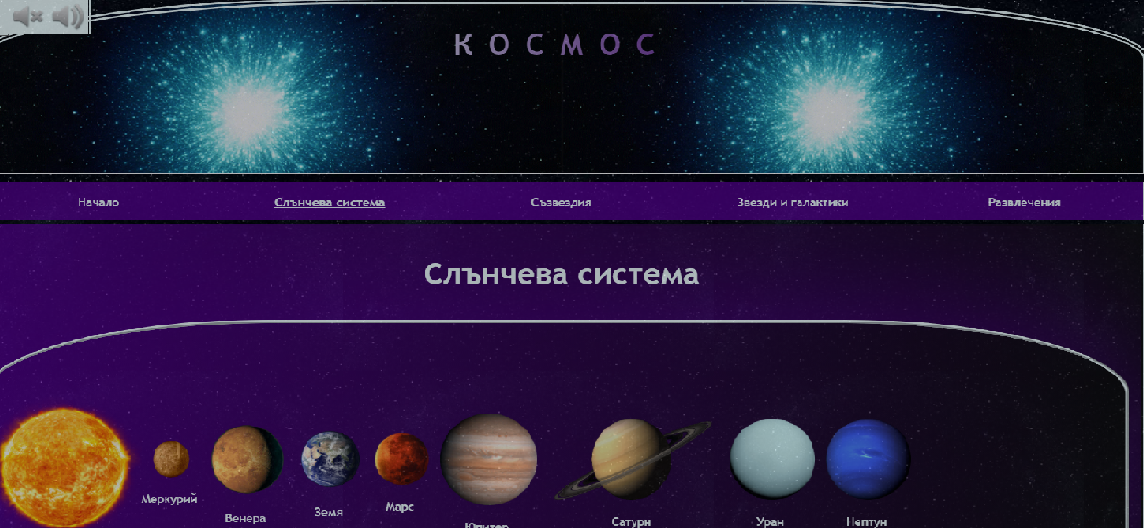 КОСМОС
Начало Слънчева система Съзвездия Звезди и галактики Развлечения
Слънчева система
Меркурий Венера Земя Марс Юпитер Сатурн Уран Нептун